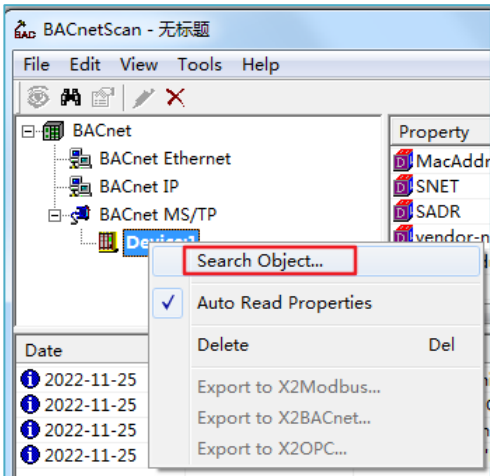 BACnetScan - 无标题
File Edit View Tools Help
BACnet
BACnet Ethernet
BACnet IP
BACnet MS/TP
Property
MacAddr
SNET
SADR
vendor-n
Search Object...
Auto Read Properties
Delete Del
Export to X2Modbus...
Export to X2BACnet...
Export to X2OPC...
Date
2022-11-25
2022-11-25
2022-11-25
2022-11-25